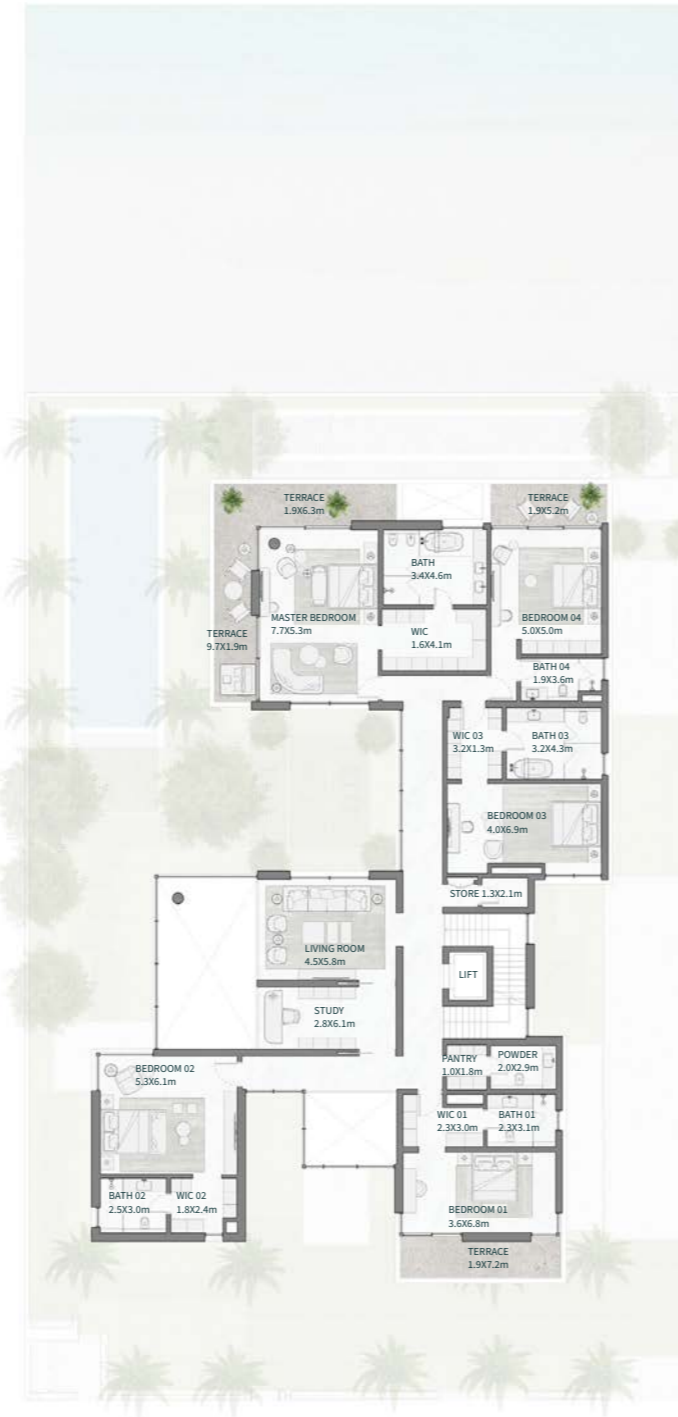 TERRACE
1.9X6.3m
TERRACE
1.9X5.2m
BATH
3.4X4.6m
MASTER BEDROOM
7.7X5.3m
BEDROOM 04
5.0X5.0m
TERRACE
9.7X1.9m
WIC
1.6X4.1m
BATH 04
1.9X3.6m
WIC 03
3.2X1.3m
BATH 03
3.2X4.3m
BEDROOM 03
4.0X6.9m
STORE 1.3X2.1m
LIVING ROOM
4.5X5.8m
LIFT
STUDY
2.8X6.1m
BEDROOM 02
5.3X6.1m
PANTRY
1.0X1.8m
POWDER
2.0X2.9m
WIC 01
2.3X3.0m
BATH 01
2.3X3.1m
BATH 02
2.5X3.0m
WIC 02
1.8X2.4m
BEDROOM 01
3.6X6.8m
TERRACE
1.9X7.2m